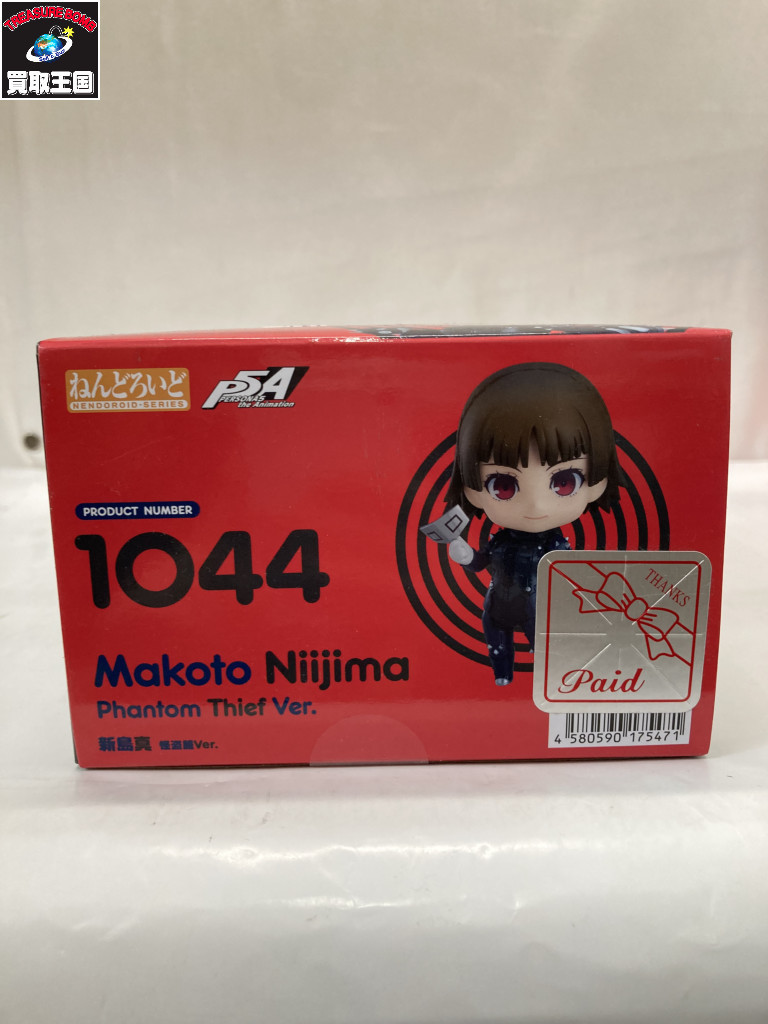 TREASURE BOMB
買取王国
ねんどろいど
NENDOROID-SERIES
P5A
PERSONA5
the Animation
PRODUCT NUMBER
1044
Makoto Niijima
Phantom Thief Ver.
新島真 怪盗服Ver.
THANKS
Paid
4 580590 175471